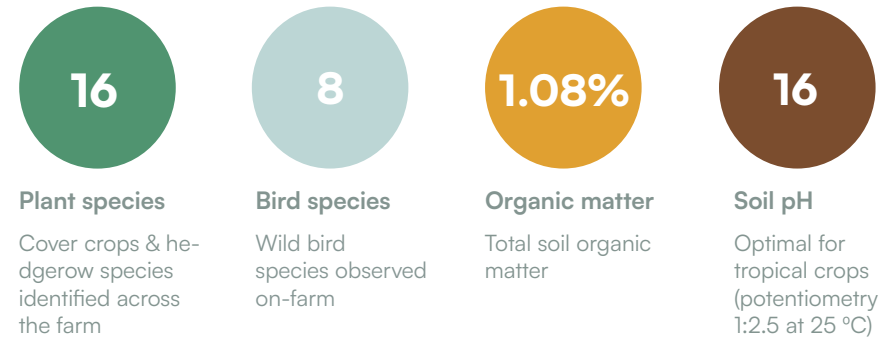 16
Plant species
Cover crops & he-
dgerow species
identified across
the farm
8
Bird species
Wild bird
species observed
on-farm
1.08%
Organic matter
Total soil organic
matter
16
Soil pH
Optimal for
tropical crops
(potentiometry
1:2.5 at 25 ºC)